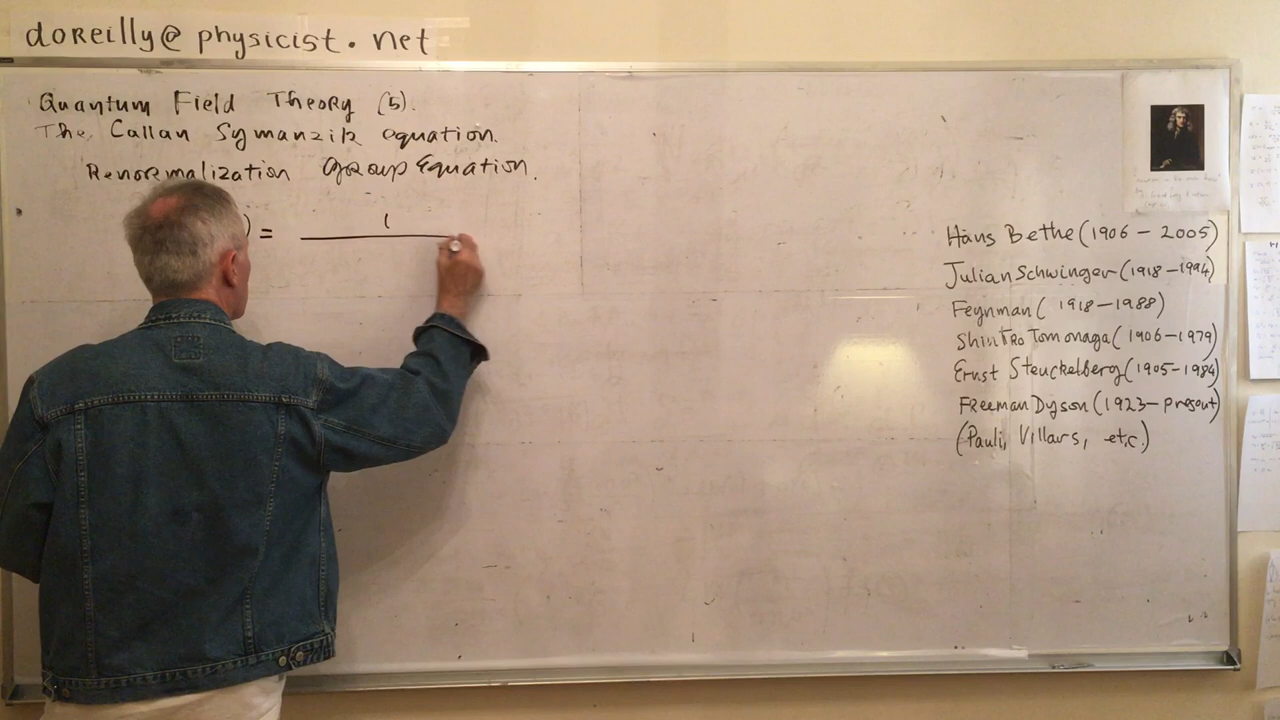 doreilly@physicist.net
Quantum Field Theory (5).
The Callan Symanzik equation.
Renormalization Group Equation.
) = 1
Hans Bethe (1906 - 2005)
Julian Schwinger (1918 - 1994)
Feynman (1918 - 1988)
Shintro Tomonaga (1906 - 1979)
Ernst Steuckelberg (1905 - 1984)
Freeman Dyson (1923 - present)
(Pauli, Villars, etc.)